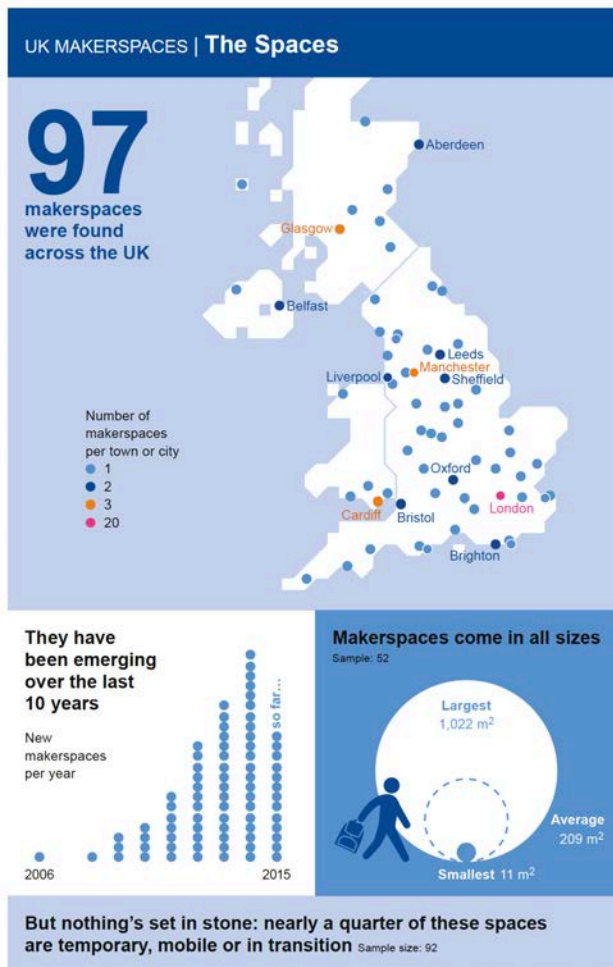 UK MAKERSPACES | The Spaces
97
makerspaces
were found
across the UK
Aberdeen
Glasgow
Belfast
Leeds
Manchester
Liverpool
Sheffield
Number of
makerspaces
per town or city
1
2
3
20
Oxford
London
Cardiff
Bristol
Brighton
They have
been emerging
over the last
10 years
New
makerspaces
per year
so far...
2006
2015
Makerspaces come in all sizes
Sample: 52
Largest
1,022 m²
Average
209 m²
Smallest 11 m²
But nothing's set in stone: nearly a quarter of these spaces
are temporary, mobile or in transition Sample size: 92